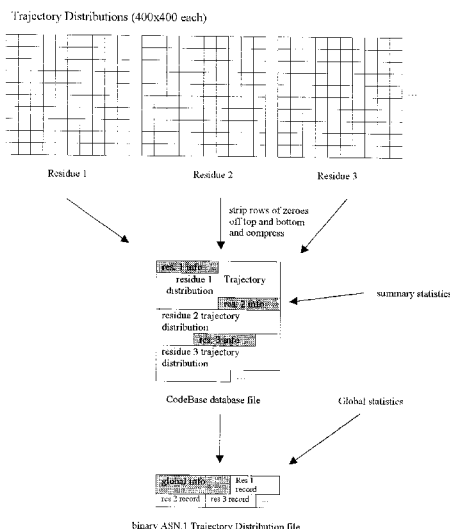 Trajectory Distributions (400x400 each)
...
Residue 1
Residue 2
Residue 3
strip rows of zeroes
off top and bottom
and compress
res. 1 info
residue 1 Trajectory
distribution
res. 2 info
residue 2 trajectory
distribution
res. 3 info
residue 3 trajectory
distribution
...
summary statistics
CodeBase database file
Global statistics
global info
Res 1
record
res 2 record
res 3 record
...
binary ASN.1 Trajectory Distribution file